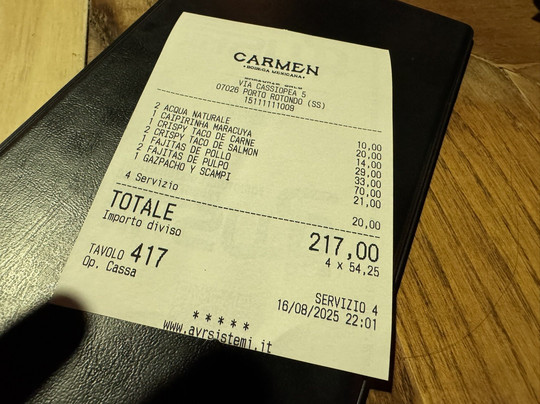 CARMEN
•BODEGA MEXICANA•
VIA CASSIOPEA 5
07026 PORTO ROTONDO (SS)
15111111009
2 ACQUA NATURALE 10,00
1 CAIPIRINHA MARACUYA 20,00
1 CRISPY TACO DE CARNE 14,00
2 CRISPY TACO DE SALMON 29,00
1 FAJITAS DE POLLO 33,00
2 FAJITAS DE PULPO 70,00
1 GAZPACHO Y SCAMPI 21,00
4 Servizio 20,00
TOTALE 217,00
Importo diviso 4 x 54,25
TAVOLO 417 SERVIZIO 4
Op. Cassa 16/08/2025 22:01
* * * * *
www.avrsistemi.it